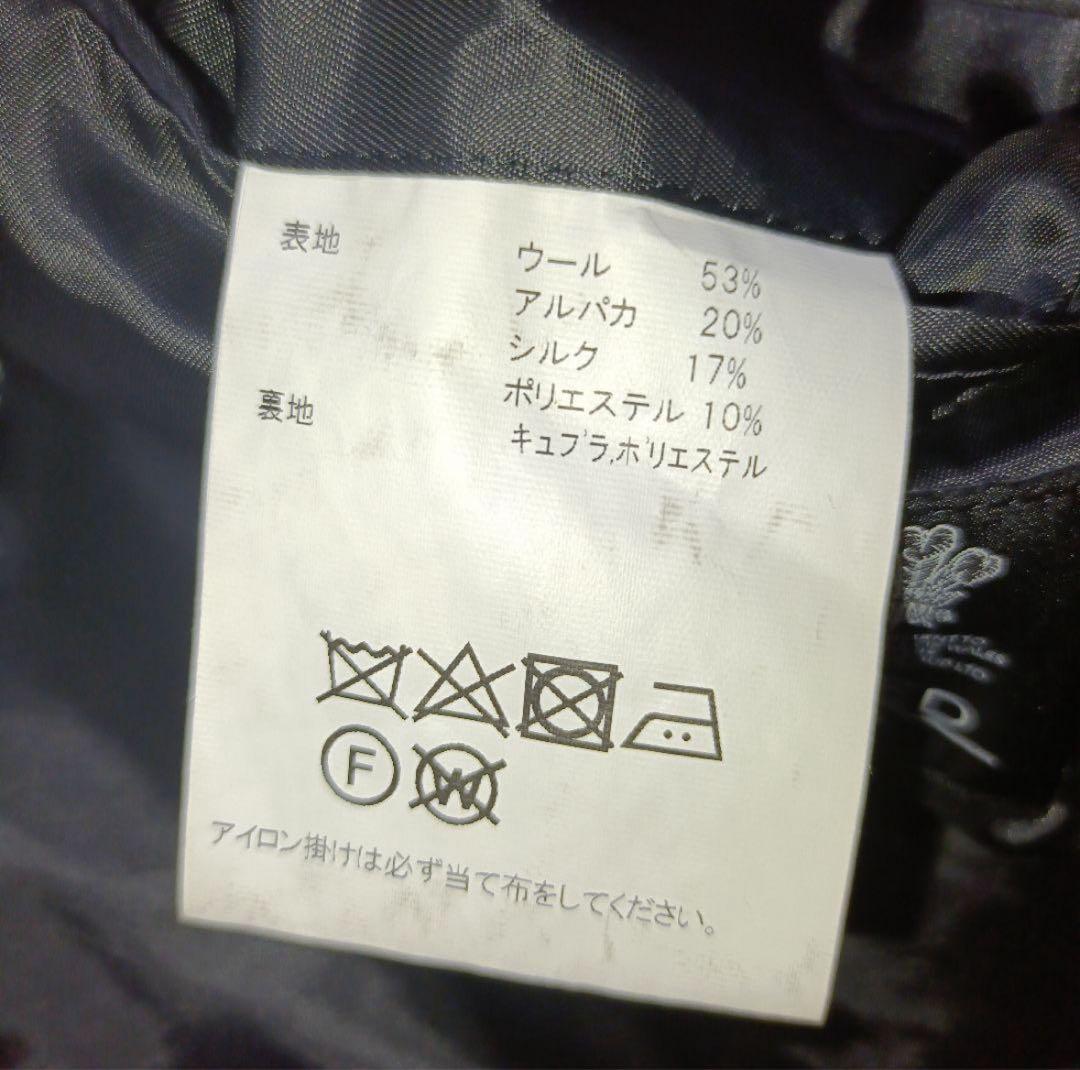 表地 ウール 53%
アルパカ 20%
シルク 17%
ポリエステル 10%
裏地 キュプラ,ポリエステル
F W
アイロン掛けは必ず当て布をしてください。